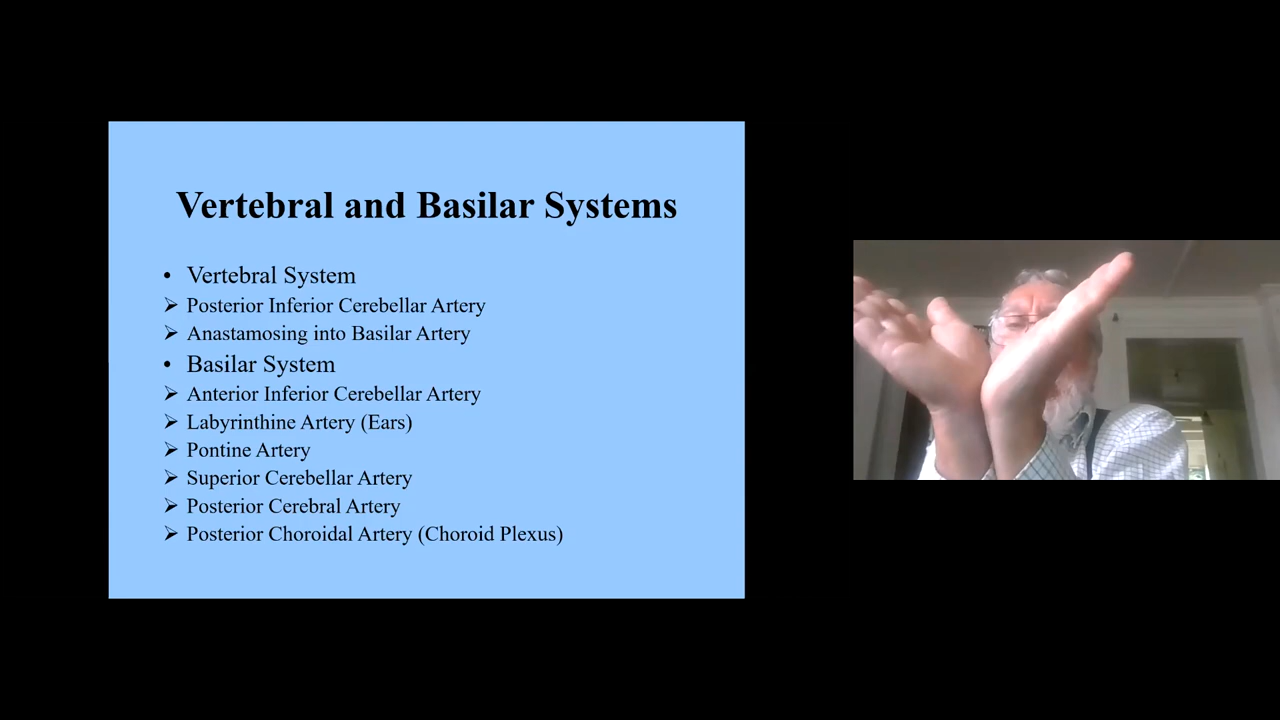 Vertebral and Basilar Systems
• Vertebral System
➢ Posterior Inferior Cerebellar Artery
➢ Anastamosing into Basilar Artery
• Basilar System
➢ Anterior Inferior Cerebellar Artery
➢ Labyrinthine Artery (Ears)
➢ Pontine Artery
➢ Superior Cerebellar Artery
➢ Posterior Cerebral Artery
➢ Posterior Choroidal Artery (Choroid Plexus)